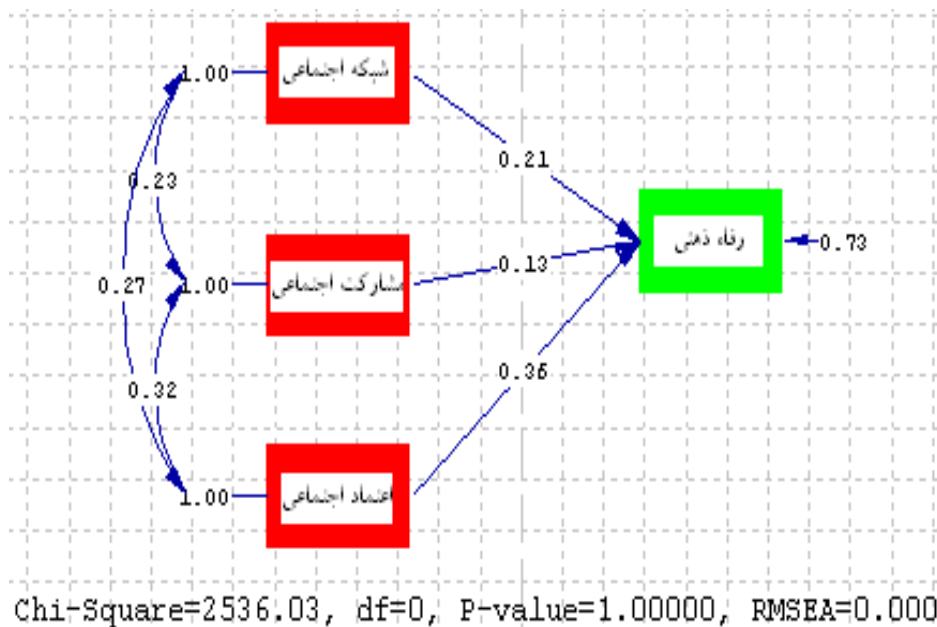 1.00
شبکه اجتماعی
0.21
0.23
رفاه ذهنی
0.73
0.27
1.00
مشارکت اجتماعی
0.13
0.36
0.32
1.00
اعتماد اجتماعی
Chi-Square=2536.03, df=0, P-value=1.00000, RMSEA=0.000